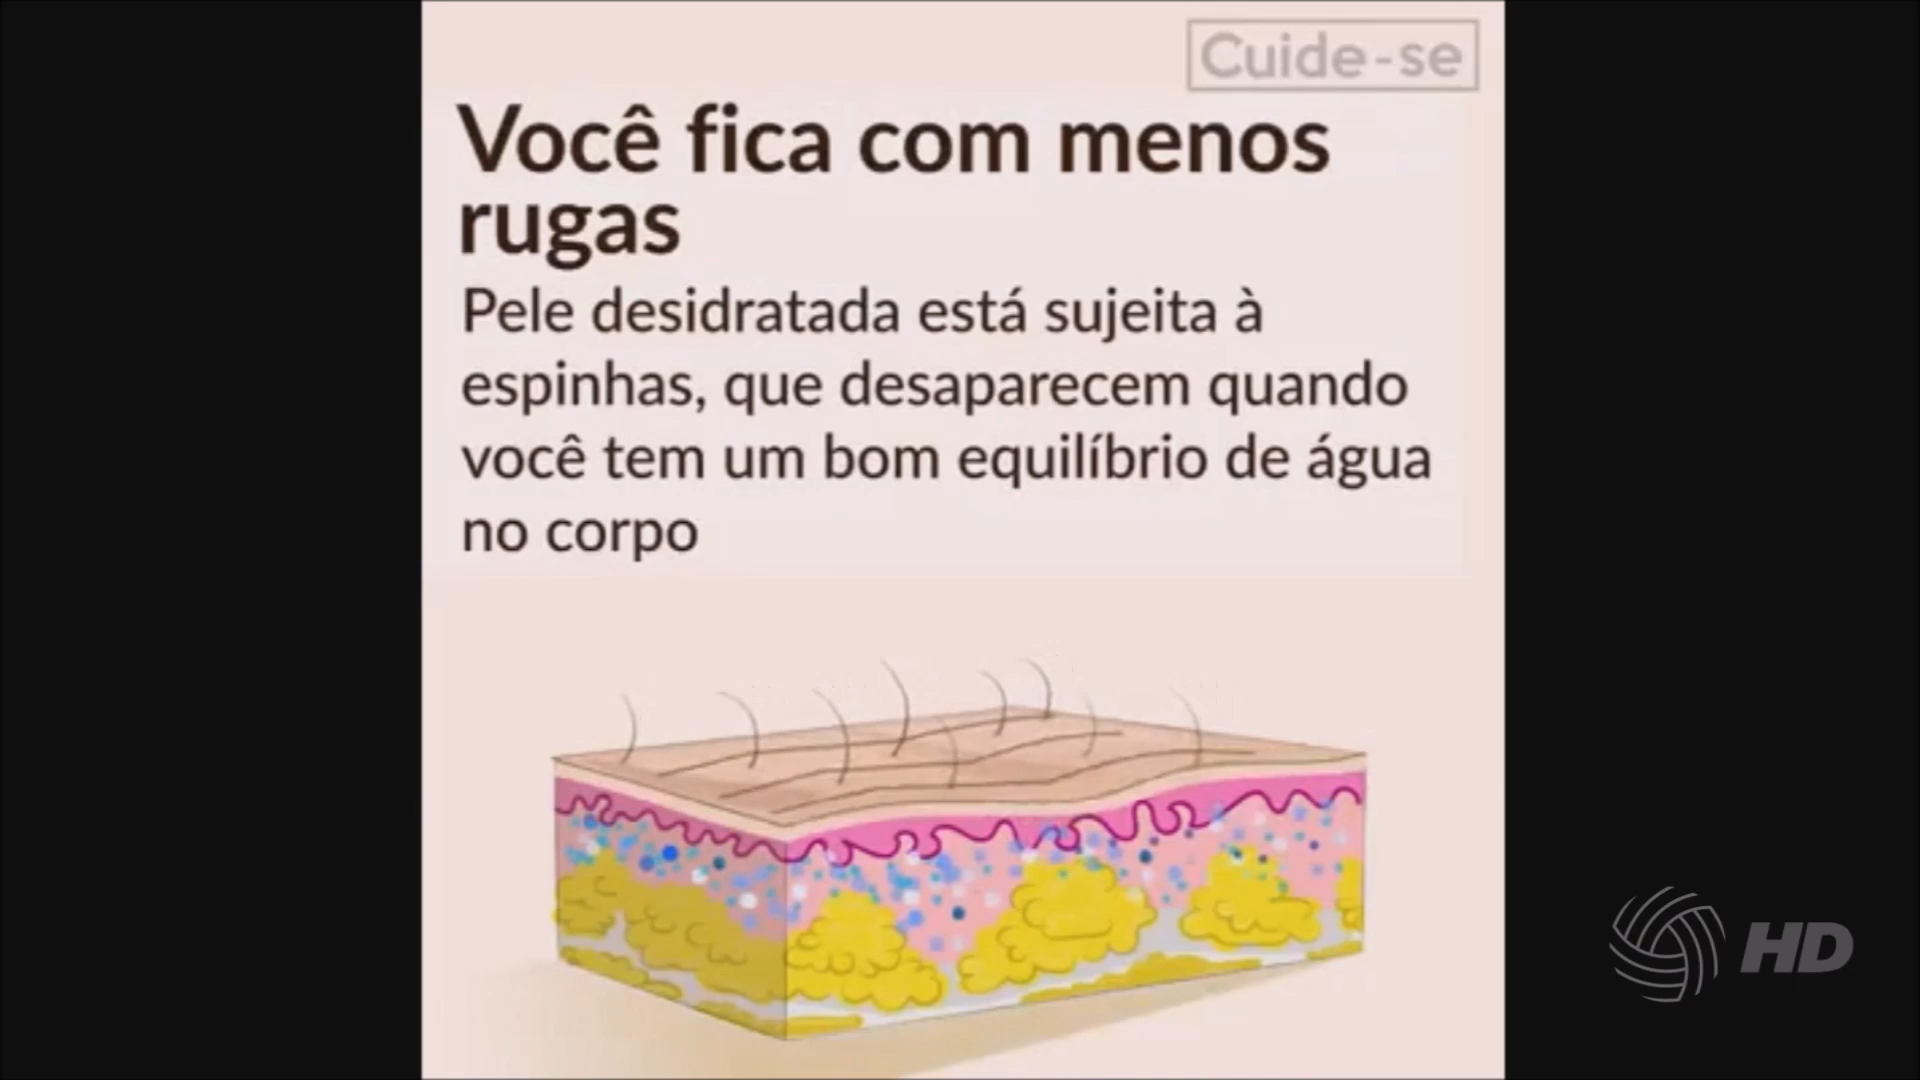 Cuide-se
Você fica com menos
rugas
Pele desidratada está sujeita à
espinhas, que desaparecem quando
você tem um bom equilíbrio de água
no corpo
HD